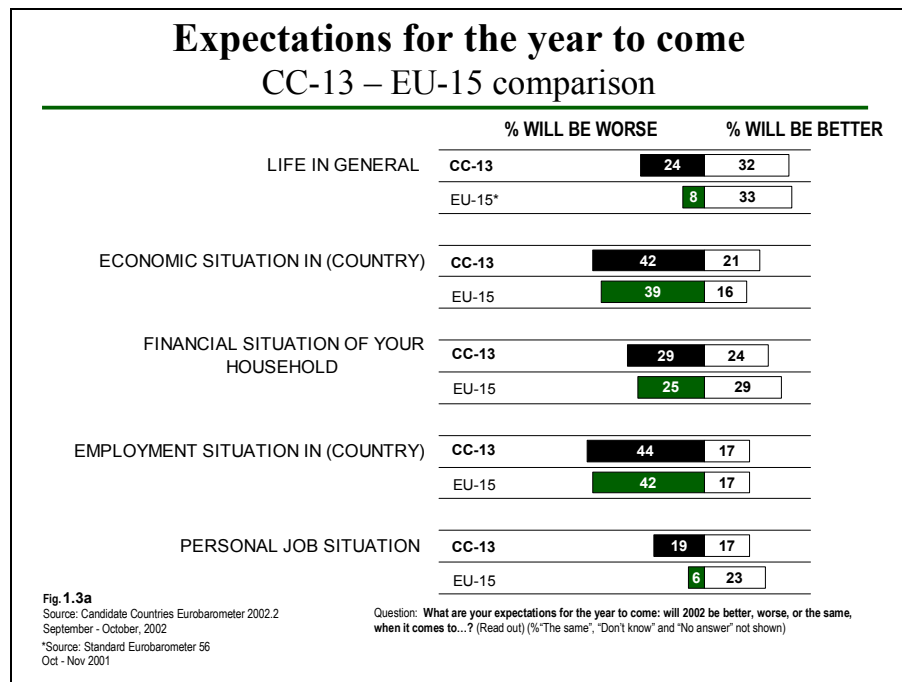 Expectations for the year to come
CC-13 – EU-15 comparison
% WILL BE WORSE % WILL BE BETTER
LIFE IN GENERAL CC-13 24 32
EU-15* 8 33
ECONOMIC SITUATION IN (COUNTRY) CC-13 42 21
EU-15 39 16
FINANCIAL SITUATION OF YOUR
HOUSEHOLD
CC-13 29 24
EU-15 25 29
EMPLOYMENT SITUATION IN (COUNTRY) CC-13 44 17
EU-15 42 17
PERSONAL JOB SITUATION CC-13 19 17
EU-15 6 23
Fig. 1.3a
Source: Candidate Countries Eurobarometer 2002.2
September - October, 2002
*Source: Standard Eurobarometer 56
Oct - Nov 2001
Question: What are your expectations for the year to come: will 2002 be better, worse, or the same,
when it comes to…? (Read out) (%“The same”, “Don’t know” and “No answer” not shown)